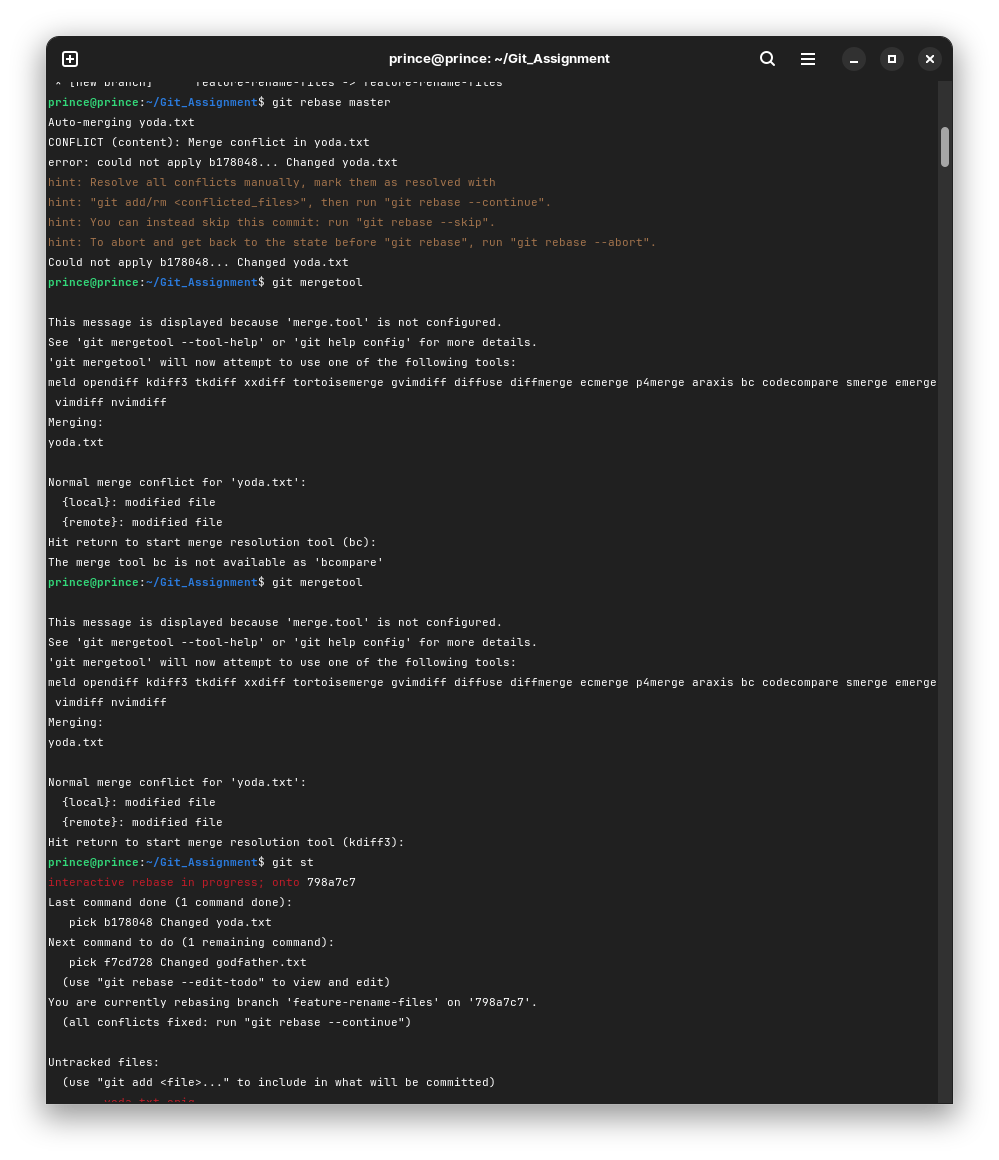 prince@prince: ~/Git_Assignment
* [new branch]      feature-rename-files -> feature-rename-files
prince@prince:~/Git_Assignment$ git rebase master
Auto-merging yoda.txt
CONFLICT (content): Merge conflict in yoda.txt
error: could not apply b178048... Changed yoda.txt
hint: Resolve all conflicts manually, mark them as resolved with
hint: "git add/rm <conflicted_files>", then run "git rebase --continue".
hint: You can instead skip this commit: run "git rebase --skip".
hint: To abort and get back to the state before "git rebase", run "git rebase --abort".
Could not apply b178048... Changed yoda.txt
prince@prince:~/Git_Assignment$ git mergetool

This message is displayed because 'merge.tool' is not configured.
See 'git mergetool --tool-help' or 'git help config' for more details.
'git mergetool' will now attempt to use one of the following tools:
meld opendiff kdiff3 tkdiff xxdiff tortoisemerge gvimdiff diffuse diffmerge ecmerge p4merge araxis bc codecompare smerge emerge
 vimdiff nvimdiff
Merging:
yoda.txt

Normal merge conflict for 'yoda.txt':
  {local}: modified file
  {remote}: modified file
Hit return to start merge resolution tool (bc):
The merge tool bc is not available as 'bcompare'
prince@prince:~/Git_Assignment$ git mergetool

This message is displayed because 'merge.tool' is not configured.
See 'git mergetool --tool-help' or 'git help config' for more details.
'git mergetool' will now attempt to use one of the following tools:
meld opendiff kdiff3 tkdiff xxdiff tortoisemerge gvimdiff diffuse diffmerge ecmerge p4merge araxis bc codecompare smerge emerge
 vimdiff nvimdiff
Merging:
yoda.txt

Normal merge conflict for 'yoda.txt':
  {local}: modified file
  {remote}: modified file
Hit return to start merge resolution tool (kdiff3):
prince@prince:~/Git_Assignment$ git st
interactive rebase in progress; onto 798a7c7
Last command done (1 command done):
   pick b178048 Changed yoda.txt
Next command to do (1 remaining command):
   pick f7cd728 Changed godfather.txt
  (use "git rebase --edit-todo" to view and edit)
You are currently rebasing branch 'feature-rename-files' on '798a7c7'.
  (all conflicts fixed: run "git rebase --continue")

Untracked files:
  (use "git add <file>..." to include in what will be committed)
        yoda.txt.orig